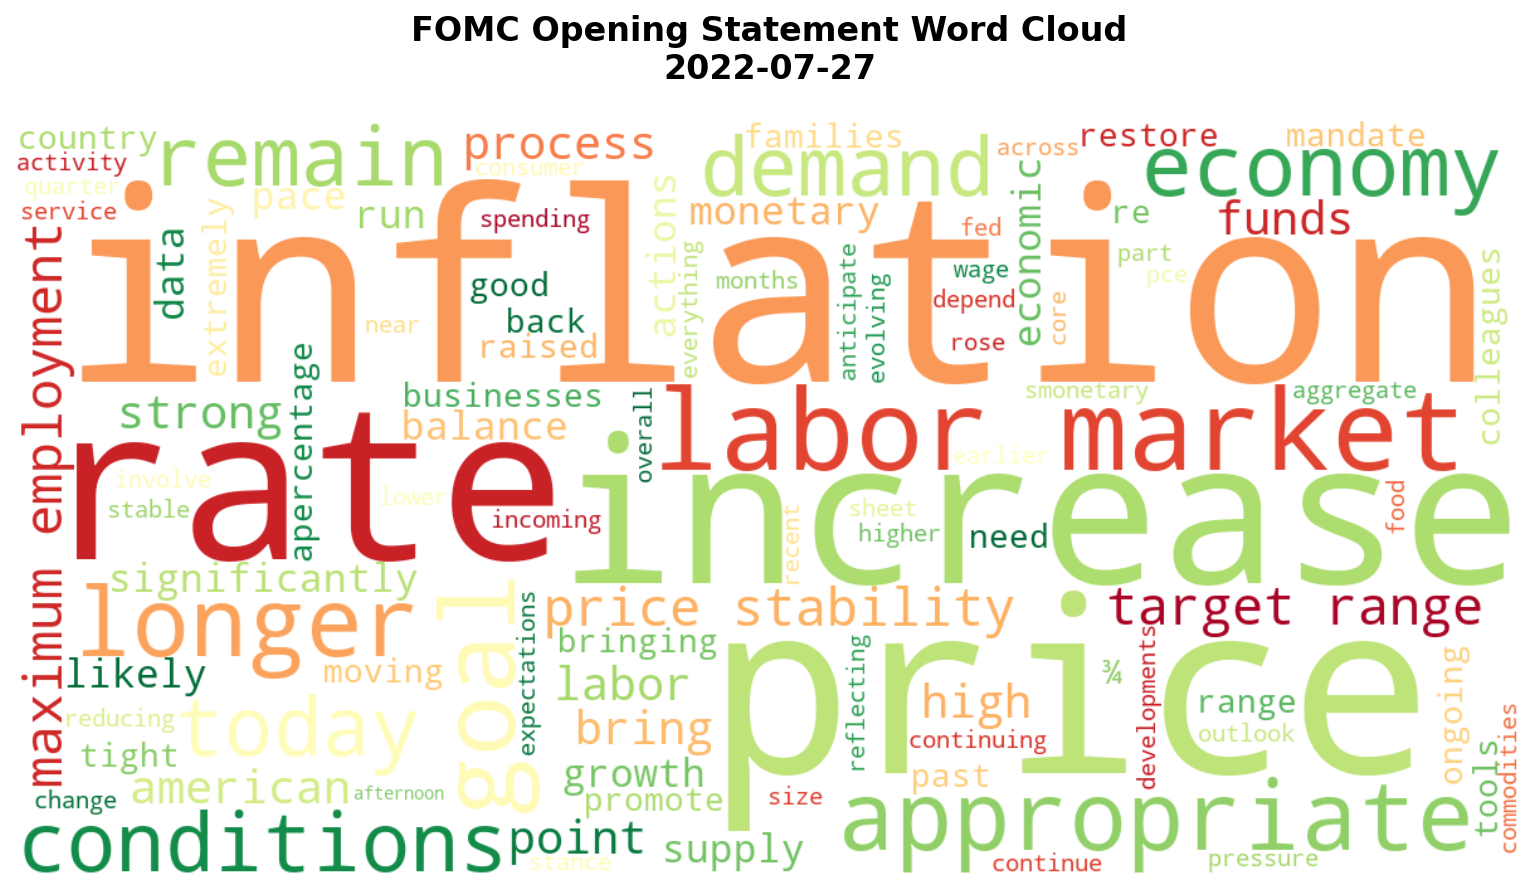 FOMC Opening Statement Word Cloud
2022-07-27
country
remain
process
families
demand
across
restore
mandate
economy
activity
quarter
service
pace
run
consumer
spending
actions
monetary
economic
re
funds
fed
inflation
data
extremely
good
back
near
raised
months
everything
anticipate
evolving
wage
depend
rose
core
part
pce
colleagues
maximum employment
strong
apercentage
businesses
balance
overall
labor market
smonetary
aggregate
earlier
rate
involve
stable
lower
incoming
increase
recent
sheet
higher
need
food
significantly
longer
goal
price stability
target range
likely
moving
expectations
bringing
labor
bring
reflecting
price
¾
high
continuing
developments
range
outlook
ongoing
commodities
tools
reducing
today
tight
american
afternoon
change
growth
promote
size
past
appropriate
conditions
point
stance
supply
continue
pressure